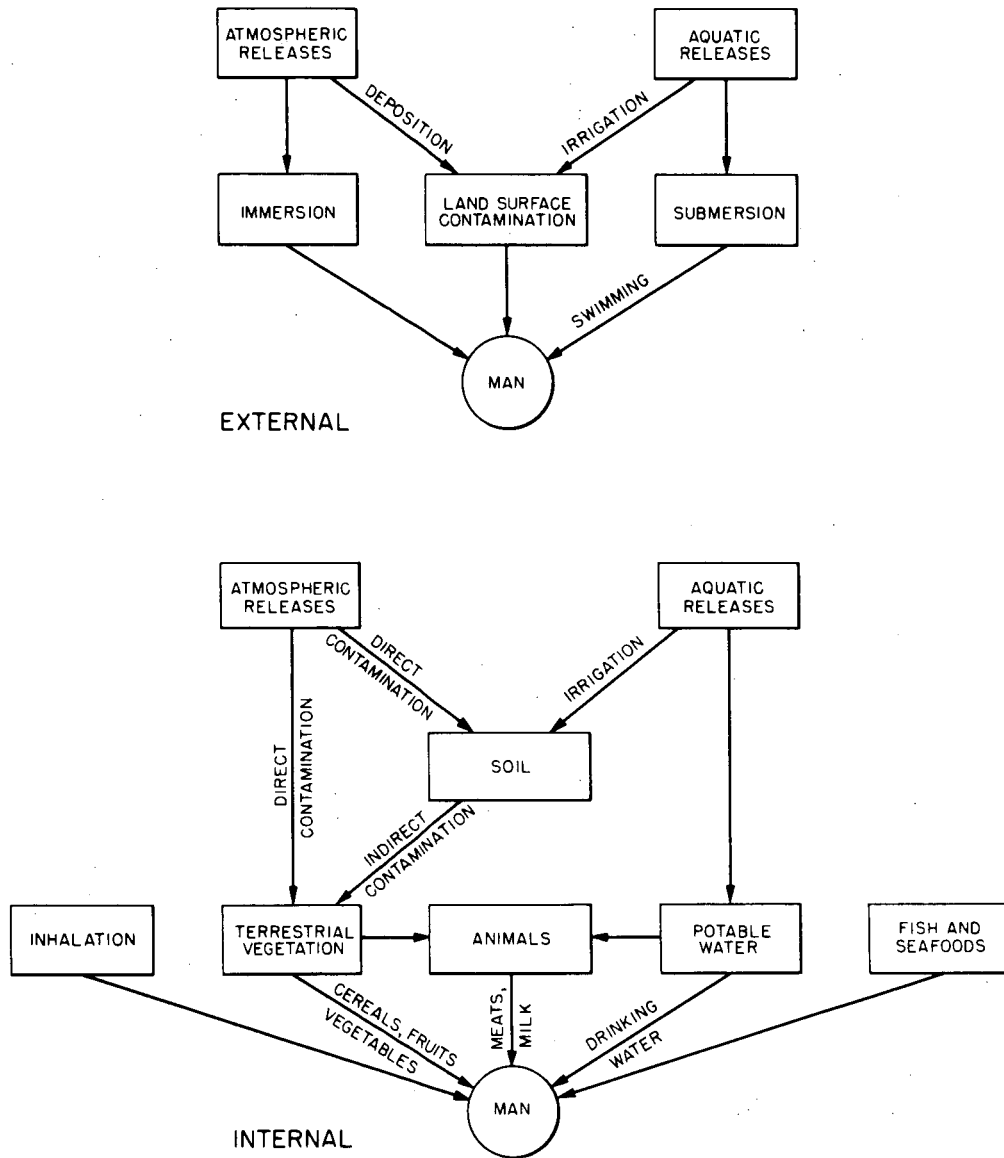 ATMOSPHERIC
RELEASES
AQUATIC
RELEASES
DEPOSITION
IRRIGATION
IMMERSION
LAND SURFACE
CONTAMINATION
SUBMERSION
SWIMMING
MAN
EXTERNAL
ATMOSPHERIC
RELEASES
AQUATIC
RELEASES
DIRECT
CONTAMINATION
IRRIGATION
DIRECT
CONTAMINATION
SOIL
INDIRECT
CONTAMINATION
INHALATION
TERRESTRIAL
VEGETATION
ANIMALS
POTABLE
WATER
FISH AND
SEAFOODS
CEREALS, FRUITS
VEGETABLES
MEATS,
MILK
DRINKING
WATER
MAN
INTERNAL